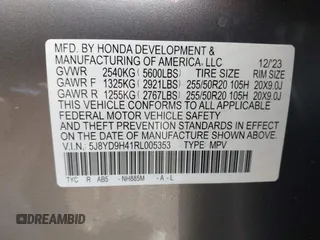 MFD. BY HONDA DEVELOPMENT &
MANUFACTURING OF AMERICA, LLC 12/23
GVWR 2540KG (5600LBS) TIRE SIZE RIM SIZE
GAWR F 1325KG (2921LBS) 255/50R20 105H 20X9.0J
GAWR R 1255KG (2767LBS) 255/50R20 105H 20X9.0J
THIS VEHICLE CONFORMS TO ALL APPLICABLE
FEDERAL MOTOR VEHICLE SAFETY AND
THEFT PREVENTION STANDARDS IN EFFECT ON THE
DATE OF MANUFACTURE SHOWN ABOVE.
V.I.N.: 5J8YD9H41RL005353 TYPE: MPV
TYC R AB5 -NH885M -A-L
© DREAMBID